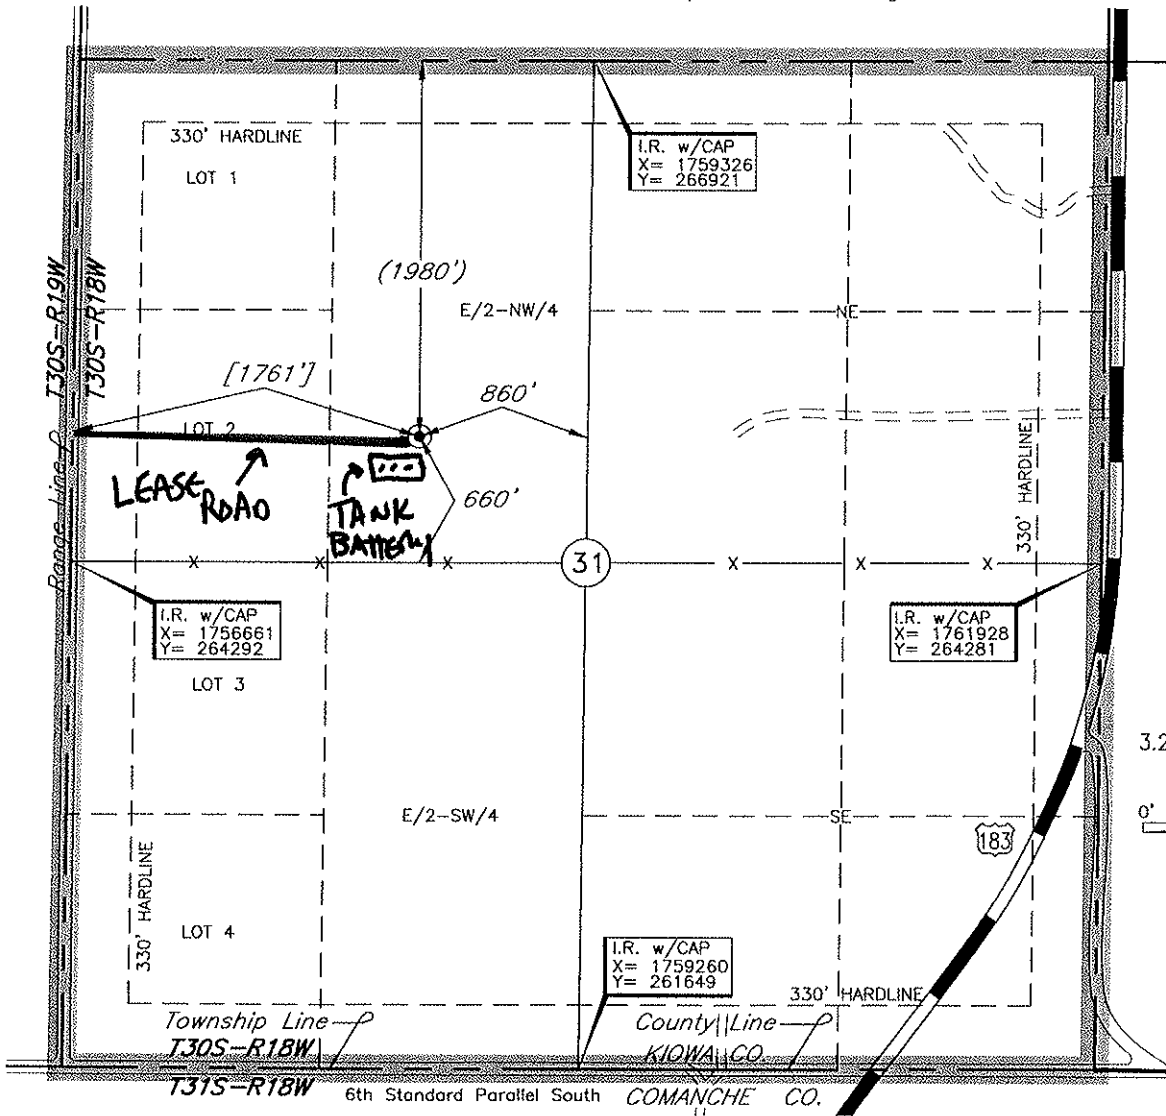 330' HARDLINE
LOT 1
I.R. w/CAP
X= 1759326
Y= 266921
T30S-R19W
T30S-R18W
(1980')
E/2-NW/4
NE
[1761']
860'
LOT 2
LEASE ROAD
TANK
BATTERY
660'
330' HARDLINE
Range Line
31
I.R. w/CAP
X= 1756661
Y= 264292
I.R. w/CAP
X= 1761928
Y= 264281
LOT 3
3.2
E/2-SW/4
SE
183
0'
330' HARDLINE
LOT 4
I.R. w/CAP
X= 1759260
Y= 261649
330' HARDLINE
Township Line
County Line
T30S-R18W
KIOWA CO.
T31S-R18W
6th Standard Parallel South
COMANCHE CO.